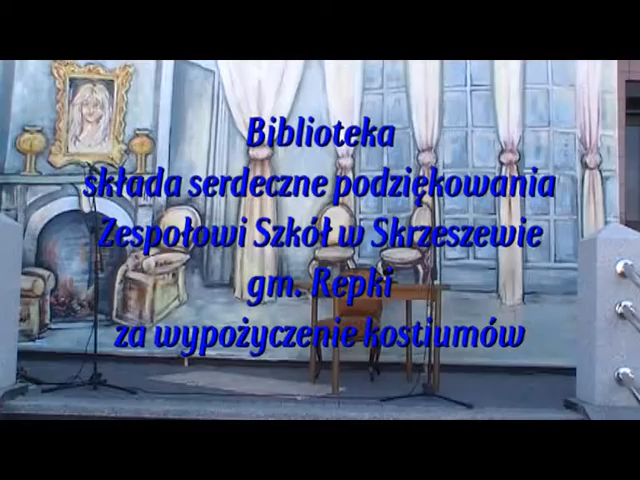 Biblioteka
składa serdeczne podziękowania
Zespołowi Szkół w Skrzeszewie
gm. Repki
za wypożyczenie kostiumów